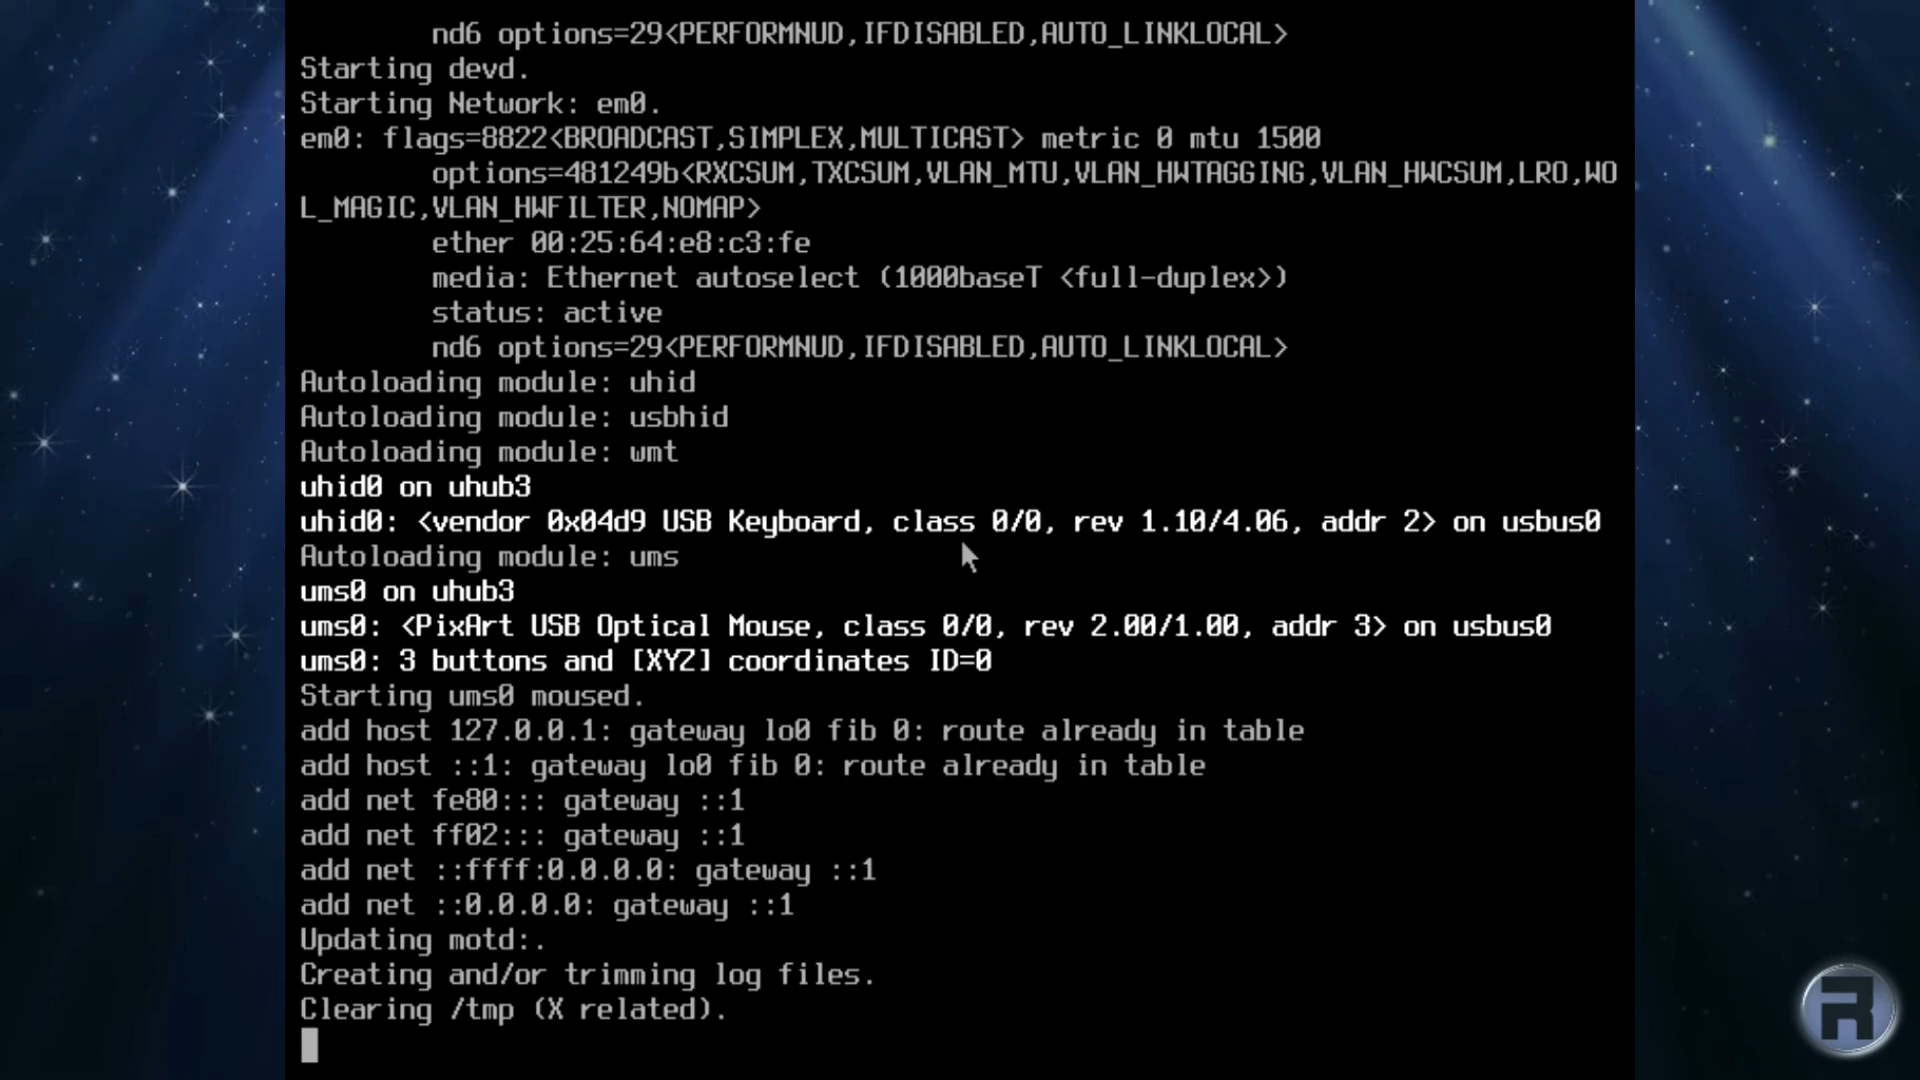 nd6 options=29<PERFORMNUD,IFDISABLED,AUTO_LINKLOCAL>
Starting devd.
Starting Network: em0.
em0: flags=8822<BROADCAST,SIMPLEX,MULTICAST> metric 0 mtu 1500
options=481249b<RXCSUM,TXCSUM,VLAN_MTU,VLAN_HWTAGGING,VLAN_HWCSUM,LRO,WO
L_MAGIC,VLAN_HWFILTER,NOMAP>
ether 00:25:64:e8:c3:fe
media: Ethernet autoselect (1000baseT <full-duplex>)
status: active
nd6 options=29<PERFORMNUD,IFDISABLED,AUTO_LINKLOCAL>
Autoloading module: uhid
Autoloading module: usbhid
Autoloading module: wmt
uhid0 on uhub3
uhid0: <vendor 0x04d9 USB Keyboard, class 0/0, rev 1.10/4.06, addr 2> on usbus0
Autoloading module: ums
ums0 on uhub3
ums0: <PixArt USB Optical Mouse, class 0/0, rev 2.00/1.00, addr 3> on usbus0
ums0: 3 buttons and [XYZ] coordinates ID=0
Starting ums0 moused.
add host 127.0.0.1: gateway lo0 fib 0: route already in table
add host ::1: gateway lo0 fib 0: route already in table
add net fe80::: gateway ::1
add net ff02::: gateway ::1
add net ::ffff:0.0.0.0: gateway ::1
add net ::0.0.0.0: gateway ::1
Updating motd:.
Creating and/or trimming log files.
Clearing /tmp (X related).
R